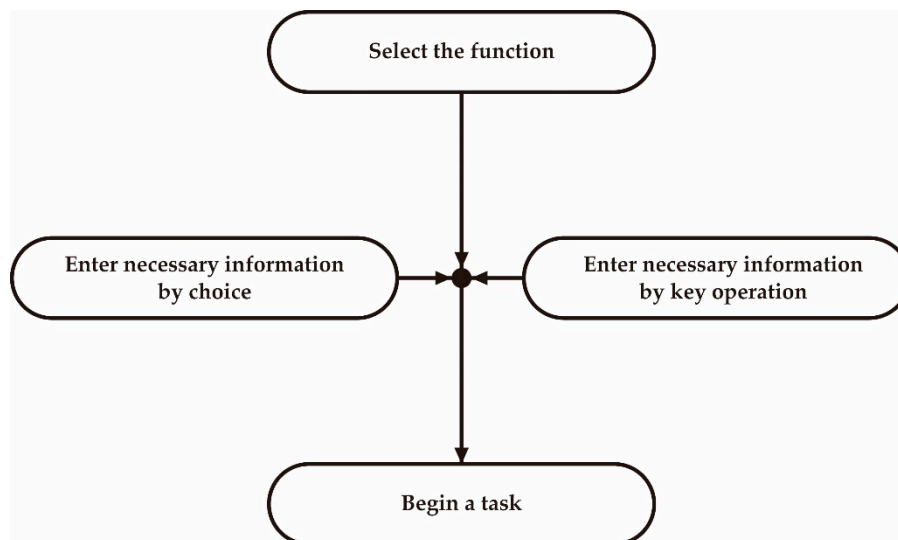 Select the function
Enter necessary information
by choice
Enter necessary information
by key operation
Begin a task